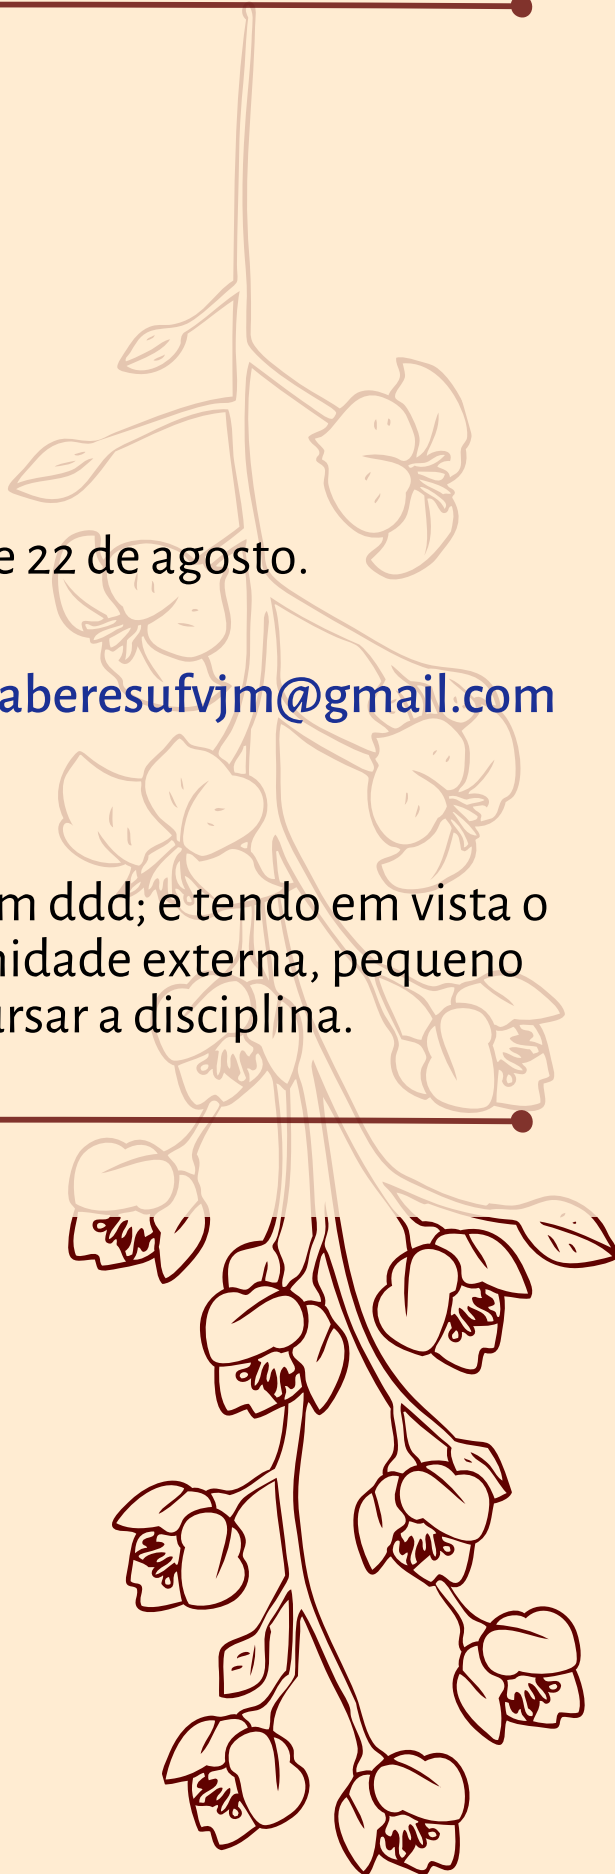 e 22 de agosto.
aberesufvjm@gmail.com
m ddd; e tendo em vista o
nidade externa, pequeno
rsar a disciplina.